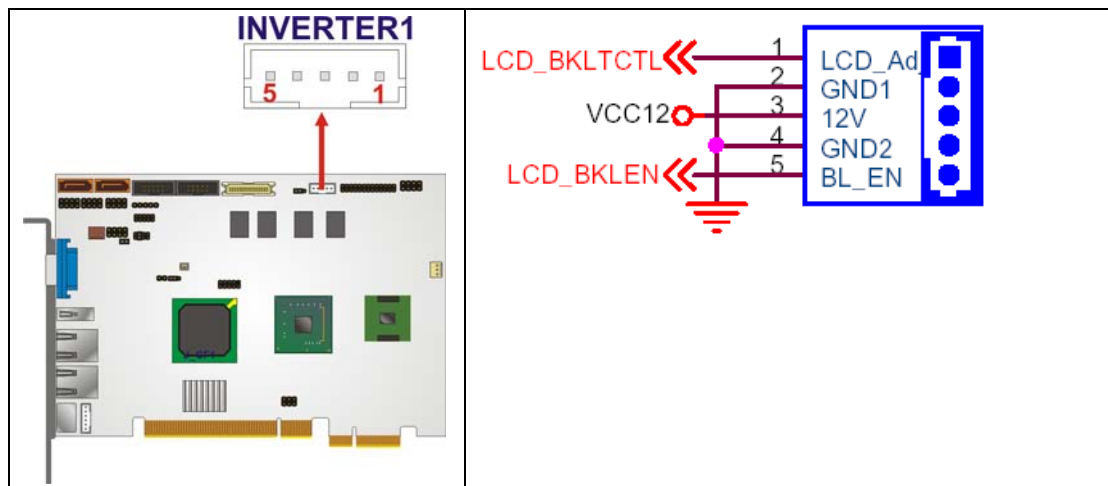 INVERTER1
5 1
LCD_BKLTCTL
VCC12
LCD_BKLEN
1
2
3
4
5
LCD_Ad
GND1
12V
GND2
BL_EN